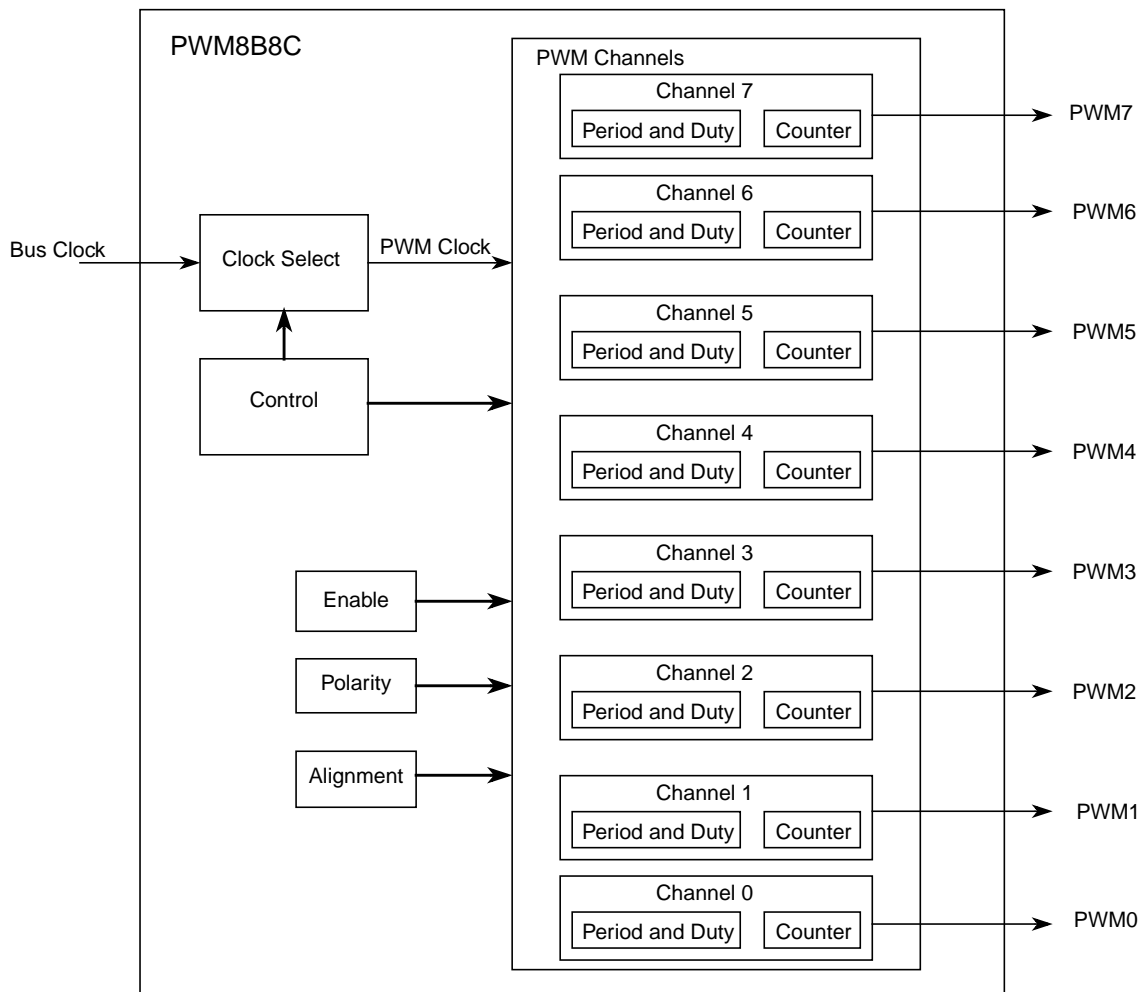 PWM8B8C
PWM Channels
Channel 7
Period and Duty
Counter
PWM7
Channel 6
Period and Duty
Counter
PWM6
Bus Clock
Clock Select
PWM Clock
Channel 5
Period and Duty
Counter
PWM5
Control
Channel 4
Period and Duty
Counter
PWM4
Channel 3
Period and Duty
Counter
PWM3
Enable
Channel 2
Period and Duty
Counter
PWM2
Polarity
Alignment
Channel 1
Period and Duty
Counter
PWM1
Channel 0
Period and Duty
Counter
PWM0